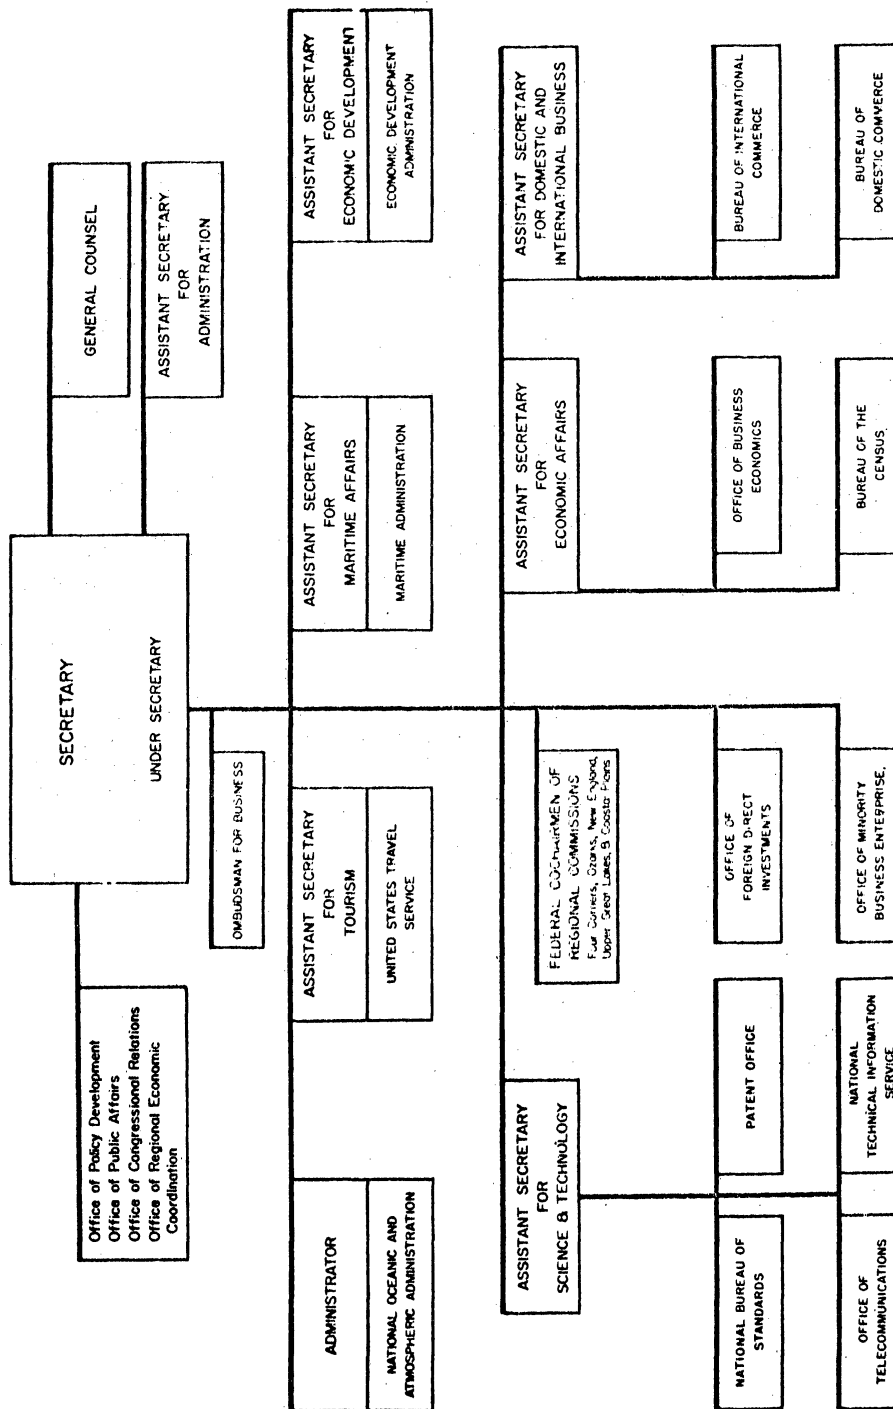 SECRETARY
UNDER SECRETARY
GENERAL COUNSEL
ASSISTANT SECRETARY
FOR
ADMINISTRATION
Office of Policy Development
Office of Public Affairs
Office of Congressional Relations
Office of Regional Economic
Coordination
OMBUDSMAN FOR BUSINESS
ADMINISTRATOR
NATIONAL OCEANIC AND
ATMOSPHERIC ADMINISTRATION
ASSISTANT SECRETARY
FOR
TOURISM
UNITED STATES TRAVEL
SERVICE
ASSISTANT SECRETARY
FOR
MARITIME AFFAIRS
MARITIME ADMINISTRATION
ASSISTANT SECRETARY
FOR
ECONOMIC DEVELOPMENT
ECONOMIC DEVELOPMENT
ADMINISTRATION
ASSISTANT SECRETARY
FOR
SCIENCE & TECHNOLOGY
FEDERAL COCHAIRMEN OF
REGIONAL COMMISSIONS
Four Corners, Ozarks, New England,
Upper Great Lakes, & Coastal Plains
ASSISTANT SECRETARY
FOR
ECONOMIC AFFAIRS
ASSISTANT SECRETARY
FOR DOMESTIC AND
INTERNATIONAL BUSINESS
NATIONAL BUREAU OF
STANDARDS
PATENT OFFICE
OFFICE OF
FOREIGN DIRECT
INVESTMENTS
OFFICE OF BUSINESS
ECONOMICS
BUREAU OF INTERNATIONAL
COMMERCE
OFFICE OF
TELECOMMUNICATIONS
NATIONAL
TECHNICAL INFORMATION
SERVICE
OFFICE OF MINORITY
BUSINESS ENTERPRISE.
BUREAU OF THE
CENSUS
BUREAU OF
DOMESTIC COMMERCE